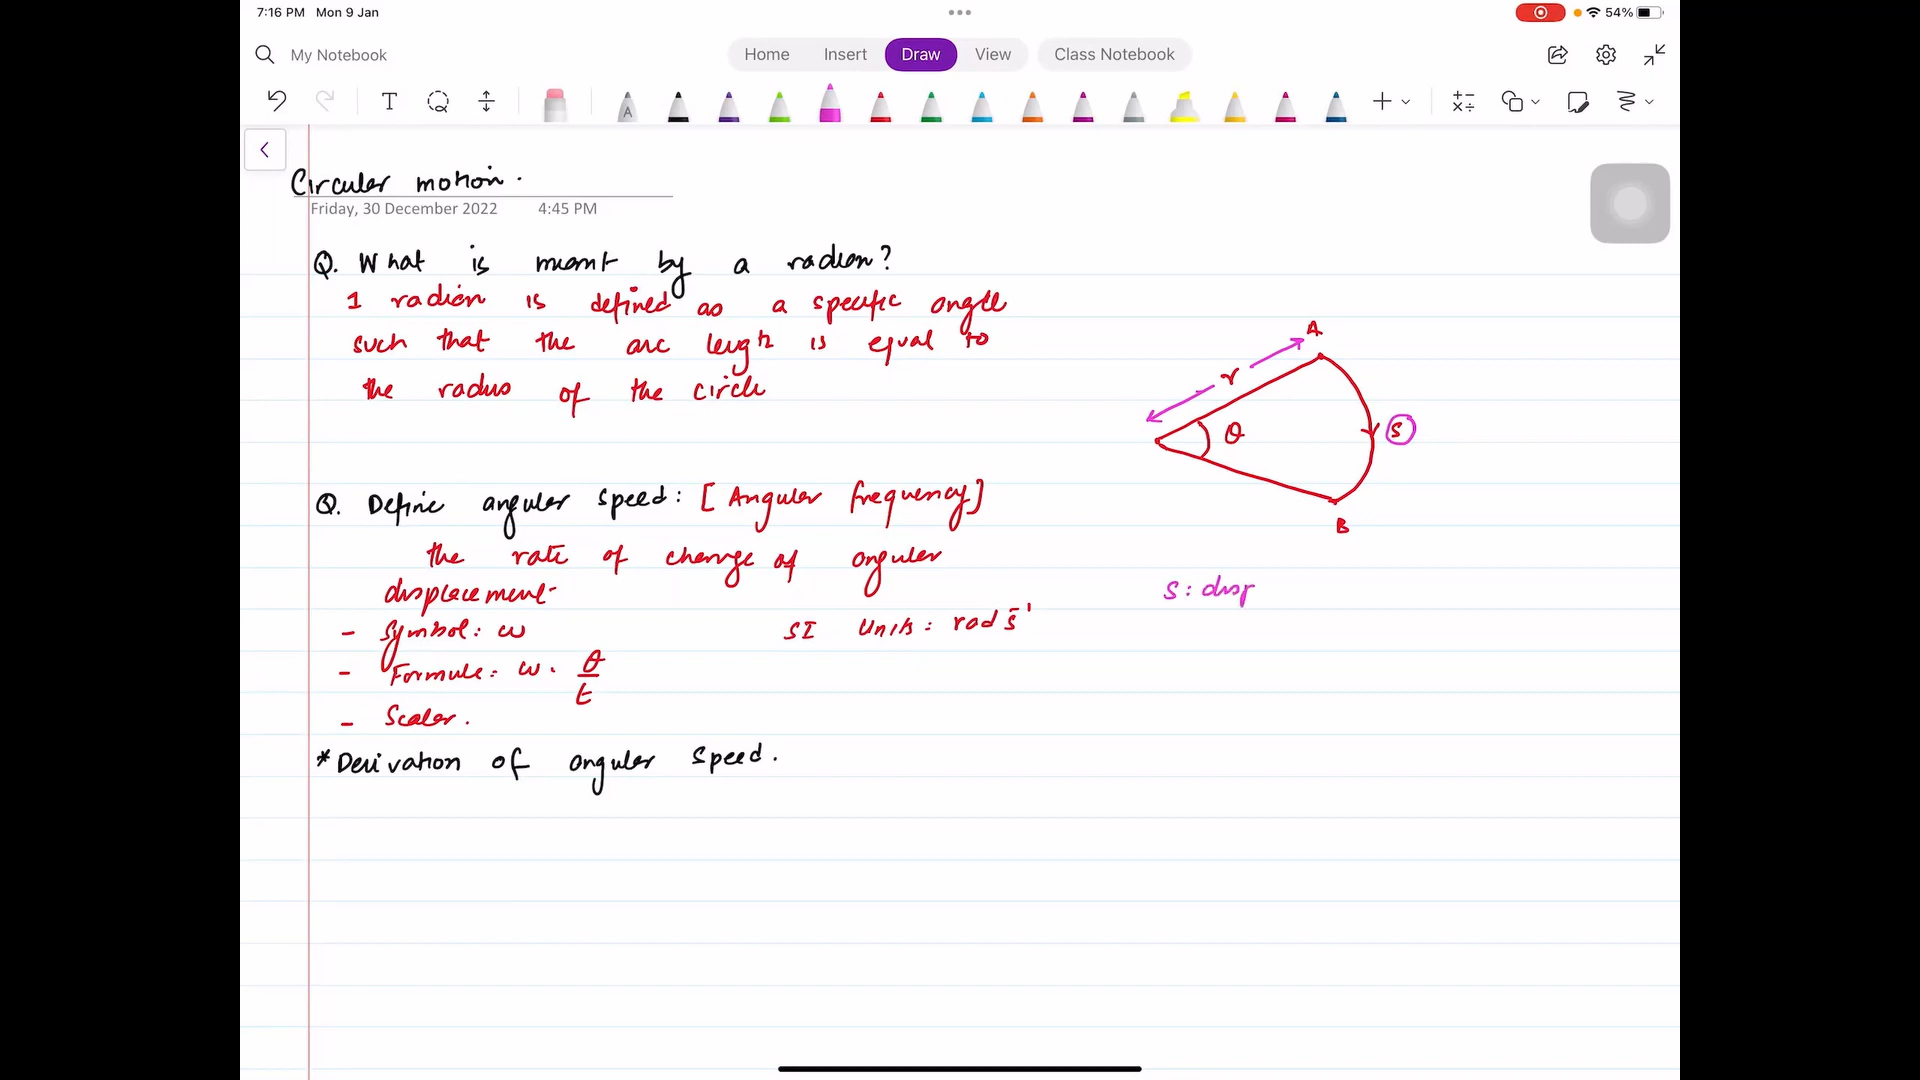 7:16 PM Mon 9 Jan
54%
My Notebook
Home Insert Draw View Class Notebook
Circular motion.
Friday, 30 December 2022 4:45 PM
Q. What is meant by a radian?
1 radian is defined as a specific angle
such that the arc length is equal to
the radius of the circle
A
r
θ
S
B
Q. Define angular speed: [Angular frequency]
the rate of change of angular
displacement
S: disp
- Symbol: ω
SI Units: rad s⁻¹
- Formula: ω = θ/t
- Scalar.
*Derivation of angular speed.